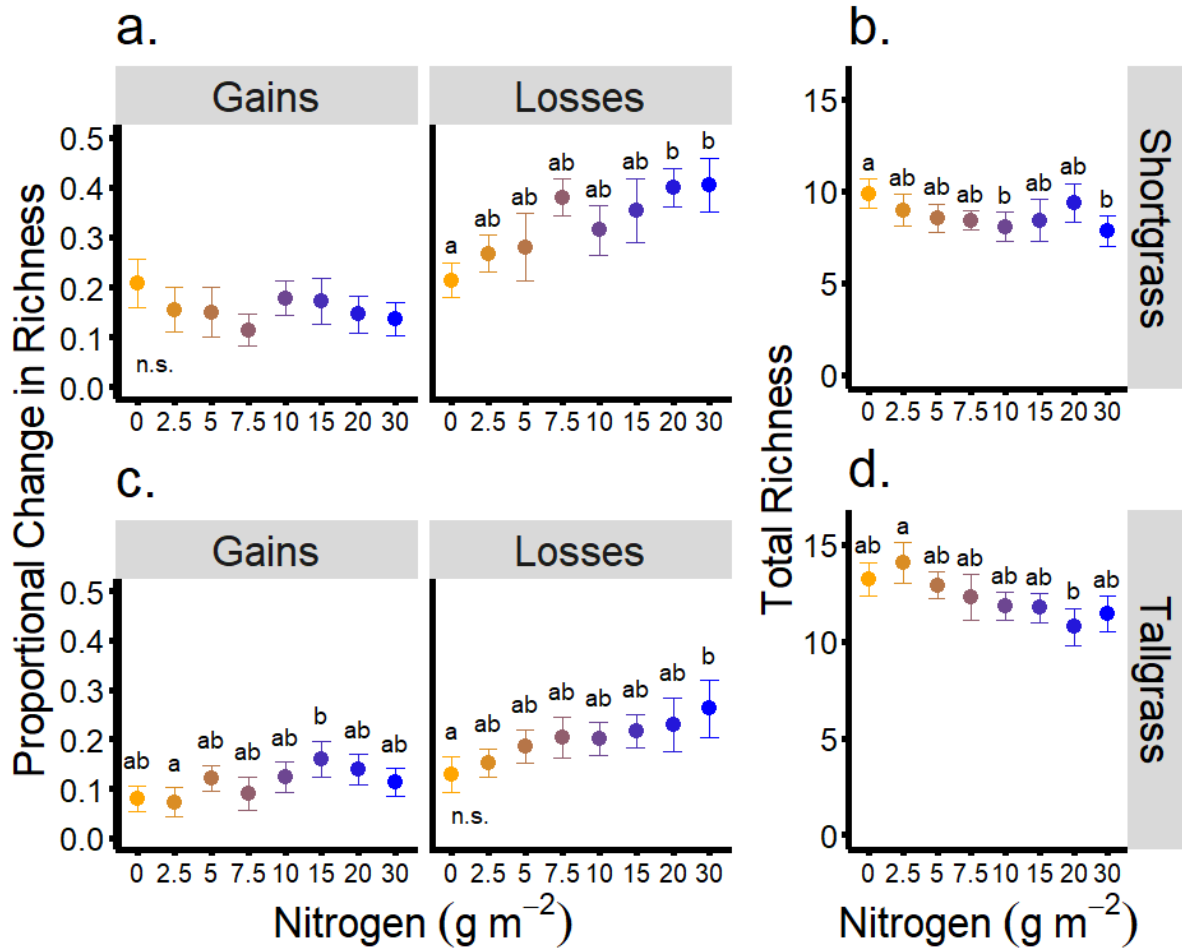 a.
Gains
Losses
Proportional Change in Richness
0.5
0.4
0.3
0.2
0.1
0.0
n.s.
a ab ab ab ab ab b b
0 2.5 5 7.5 10 15 20 30
0 2.5 5 7.5 10 15 20 30
b.
Total Richness
15
10
5
0
a ab ab ab b ab ab b
Shortgrass
0 2.5 5 7.5 10 15 20 30
c.
Gains
Losses
0.5
0.4
0.3
0.2
0.1
0.0
ab a ab ab ab b ab ab
a ab ab ab ab ab ab b
n.s.
0 2.5 5 7.5 10 15 20 30
0 2.5 5 7.5 10 15 20 30
Nitrogen (g m⁻²)
d.
15
10
5
0
ab a ab ab ab ab b ab
Tallgrass
0 2.5 5 7.5 10 15 20 30
Nitrogen (g m⁻²)